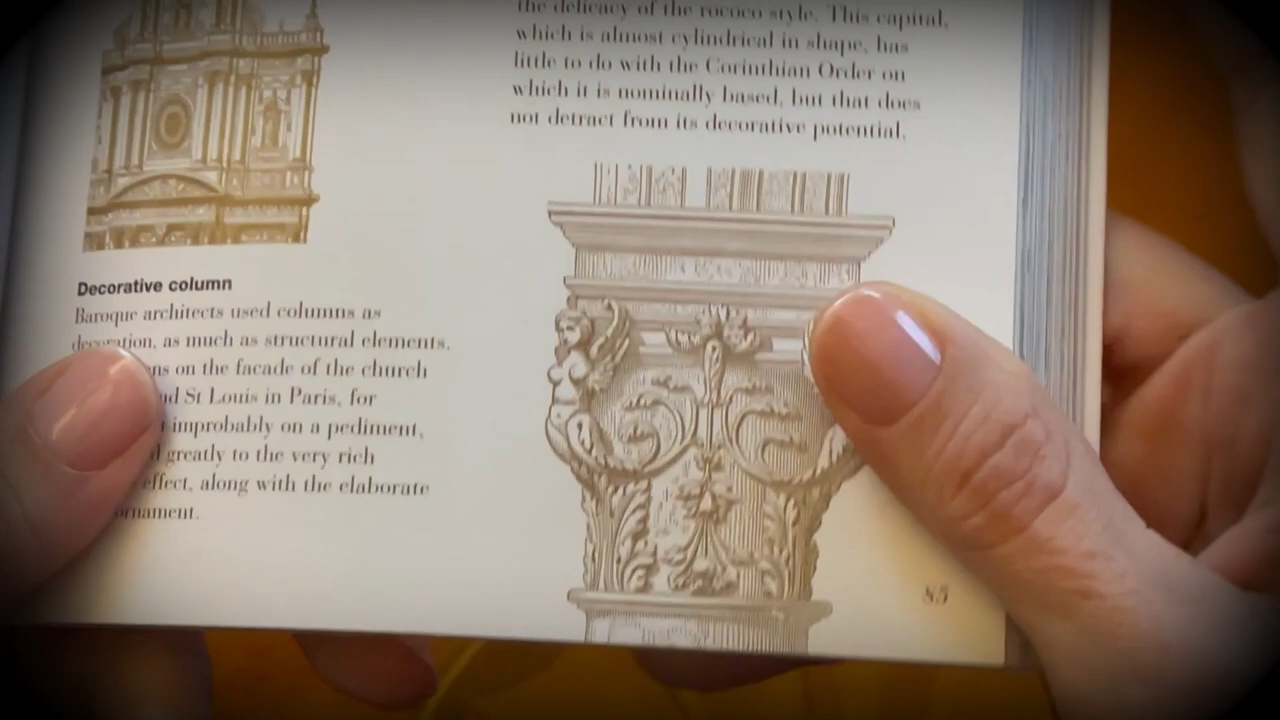 Decorative column
Baroque architects used columns as
decoration, as much as structural elements.
on the facade of the church
St Louis in Paris, for
improbably on a pediment,
greatly to the very rich
effect, along with the elaborate
ornament.
the delicacy of the rococo style. This capital,
which is almost cylindrical in shape, has
little to do with the Corinthian Order on
which it is nominally based, but that does
not detract from its decorative potential.
85